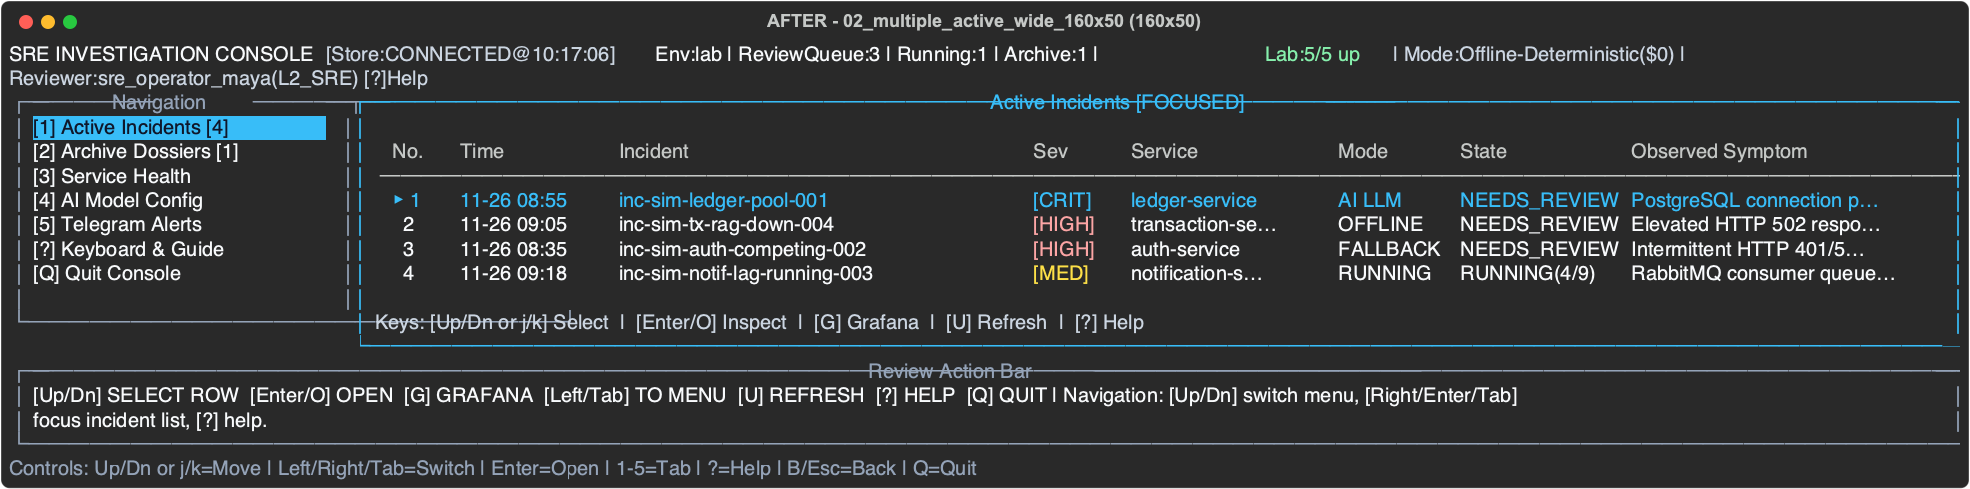 AFTER - 02_multiple_active_wide_160x50 (160x50)
SRE INVESTIGATION CONSOLE [Store:CONNECTED@10:17:06] Env:lab | ReviewQueue:3 | Running:1 | Archive:1 | Lab:5/5 up | Mode:Offline-Deterministic($0) |
Reviewer:sre_operator_maya(L2_SRE) [?]Help
Navigation
[1] Active Incidents [4]
[2] Archive Dossiers [1]
[3] Service Health
[4] AI Model Config
[5] Telegram Alerts
[?] Keyboard & Guide
[Q] Quit Console
Active Incidents [FOCUSED]
No. Time Incident Sev Service Mode State Observed Symptom
▸ 1 11-26 08:55 inc-sim-ledger-pool-001 [CRIT] ledger-service AI LLM NEEDS_REVIEW PostgreSQL connection p…
2 11-26 09:05 inc-sim-tx-rag-down-004 [HIGH] transaction-se… OFFLINE NEEDS_REVIEW Elevated HTTP 502 respo…
3 11-26 08:35 inc-sim-auth-competing-002 [HIGH] auth-service FALLBACK NEEDS_REVIEW Intermittent HTTP 401/5…
4 11-26 09:18 inc-sim-notif-lag-running-003 [MED] notification-s… RUNNING RUNNING(4/9) RabbitMQ consumer queue…
Keys: [Up/Dn or j/k] Select | [Enter/O] Inspect | [G] Grafana | [U] Refresh | [?] Help
Review Action Bar
[Up/Dn] SELECT ROW [Enter/O] OPEN [G] GRAFANA [Left/Tab] TO MENU [U] REFRESH [?] HELP [Q] QUIT | Navigation: [Up/Dn] switch menu, [Right/Enter/Tab]
focus incident list, [?] help.
Controls: Up/Dn or j/k=Move | Left/Right/Tab=Switch | Enter=Open | 1-5=Tab | ?=Help | B/Esc=Back | Q=Quit